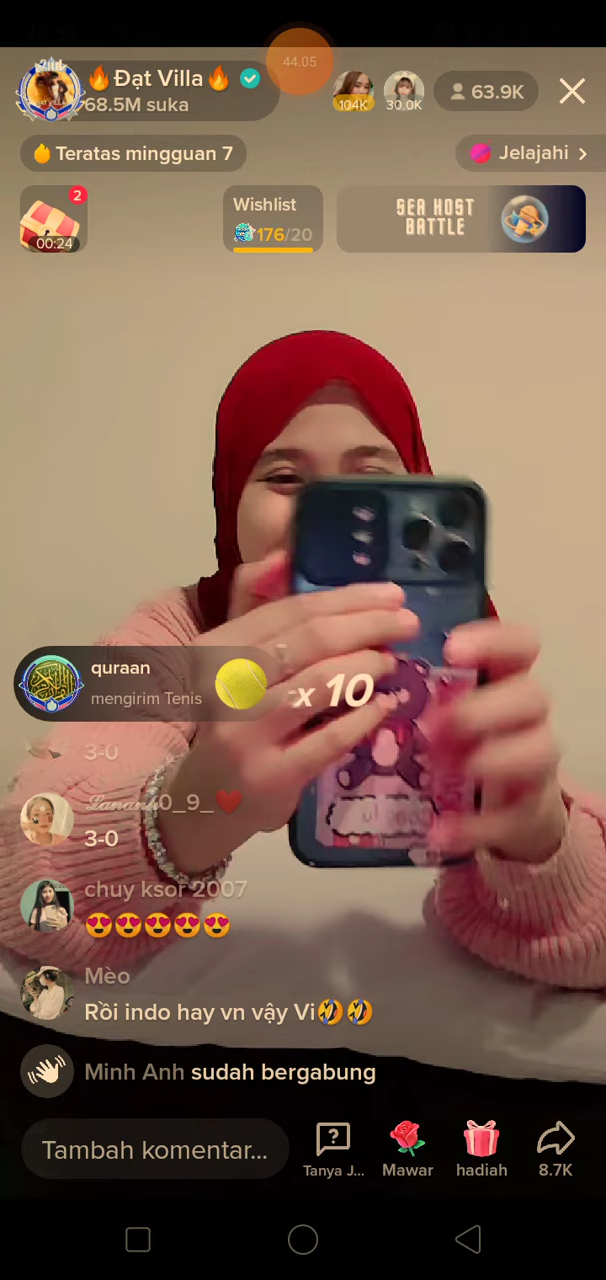 44.05
🔥Đạt Villa🔥
68.5M suka
104K
30.0K
63.9K
Teratas mingguan 7
Jelajahi >
2
00:24
Wishlist
176/20
SEA HOST
BATTLE
quraan
mengirim Tenis
x 10
3-0
0_9_❤️
3-0
chuy ksor 2007
😍😍😍😍😍
Mèo
Rồi indo hay vn vậy Vi🤣🤣
Minh Anh sudah bergabung
Tambah komentar...
Tanya J...
Mawar
hadiah
8.7K